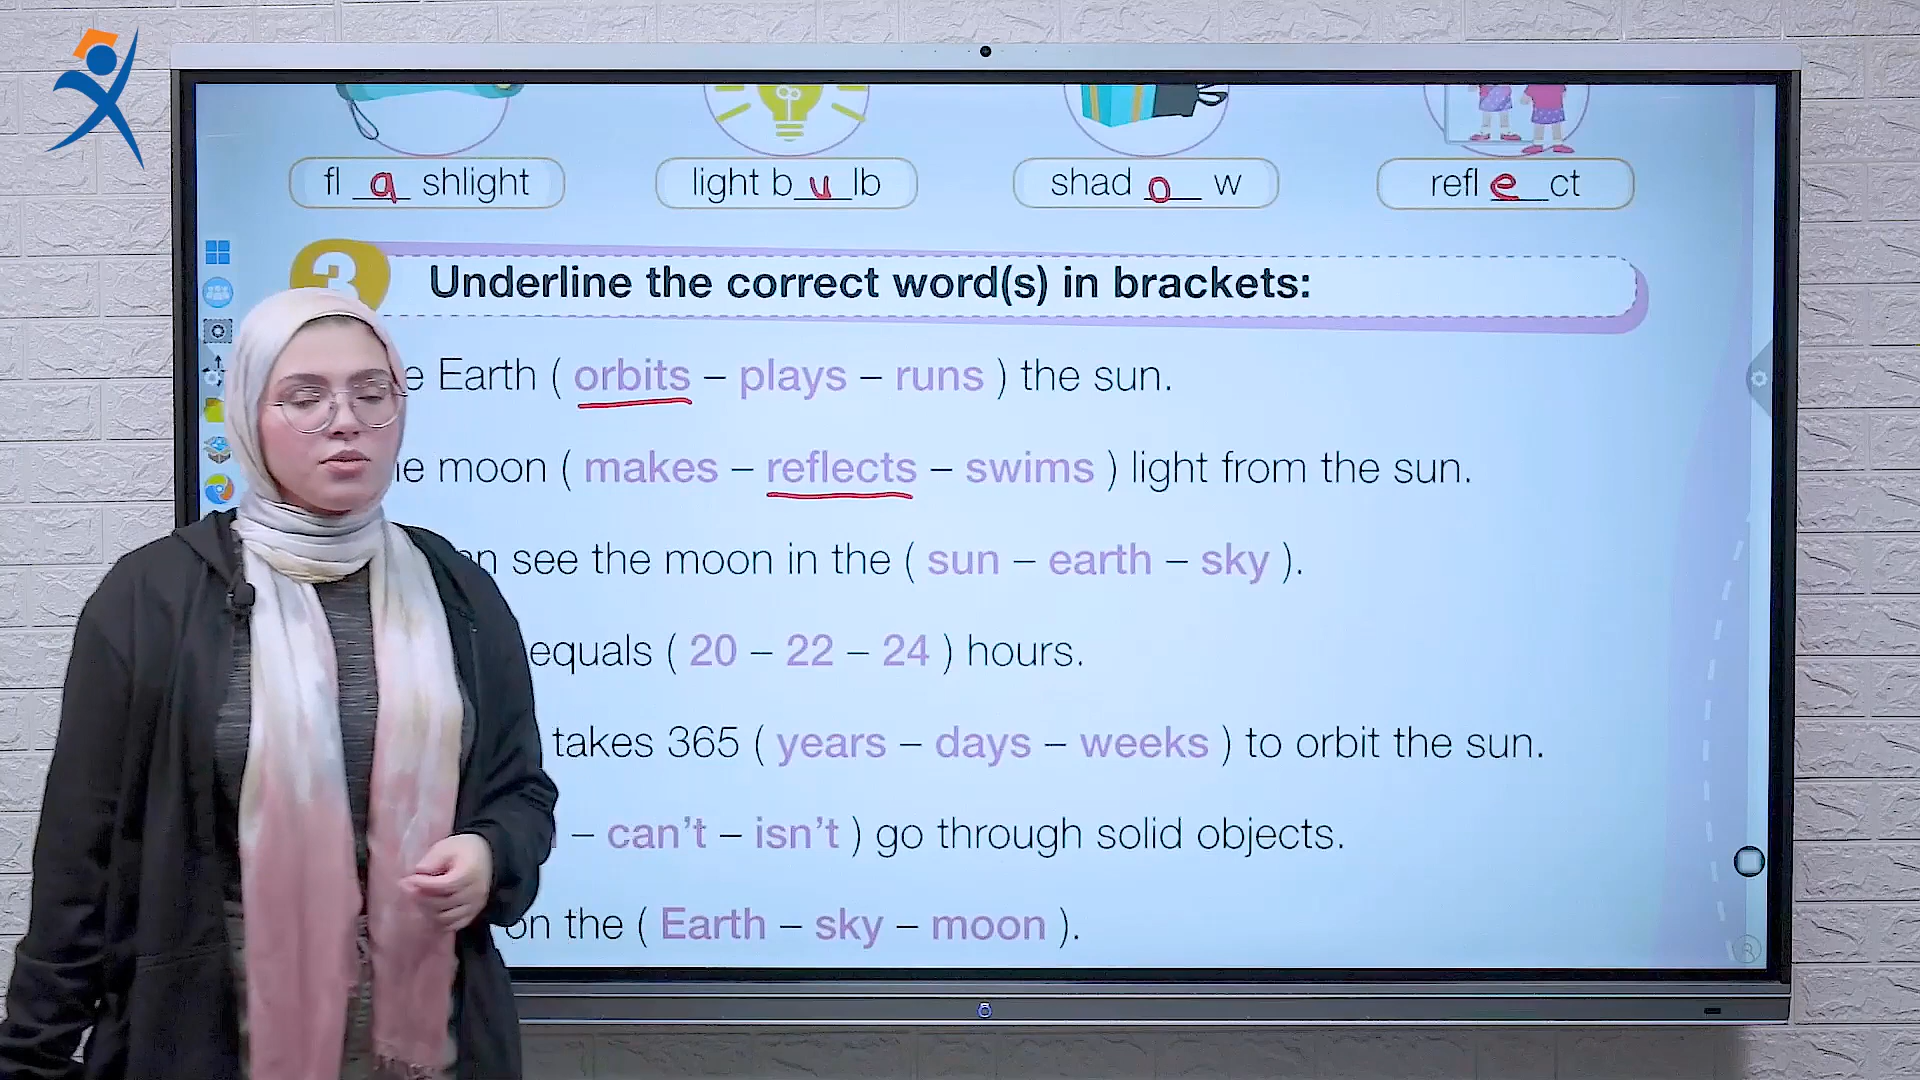 fl a shlight
light b u lb
shad o w
refl e ct
3
Underline the correct word(s) in brackets:
Earth ( orbits – plays – runs ) the sun.
moon ( makes – reflects – swims ) light from the sun.
see the moon in the ( sun – earth – sky ).
equals ( 20 – 22 – 24 ) hours.
takes 365 ( years – days – weeks ) to orbit the sun.
– can't – isn't ) go through solid objects.
on the ( Earth – sky – moon ).